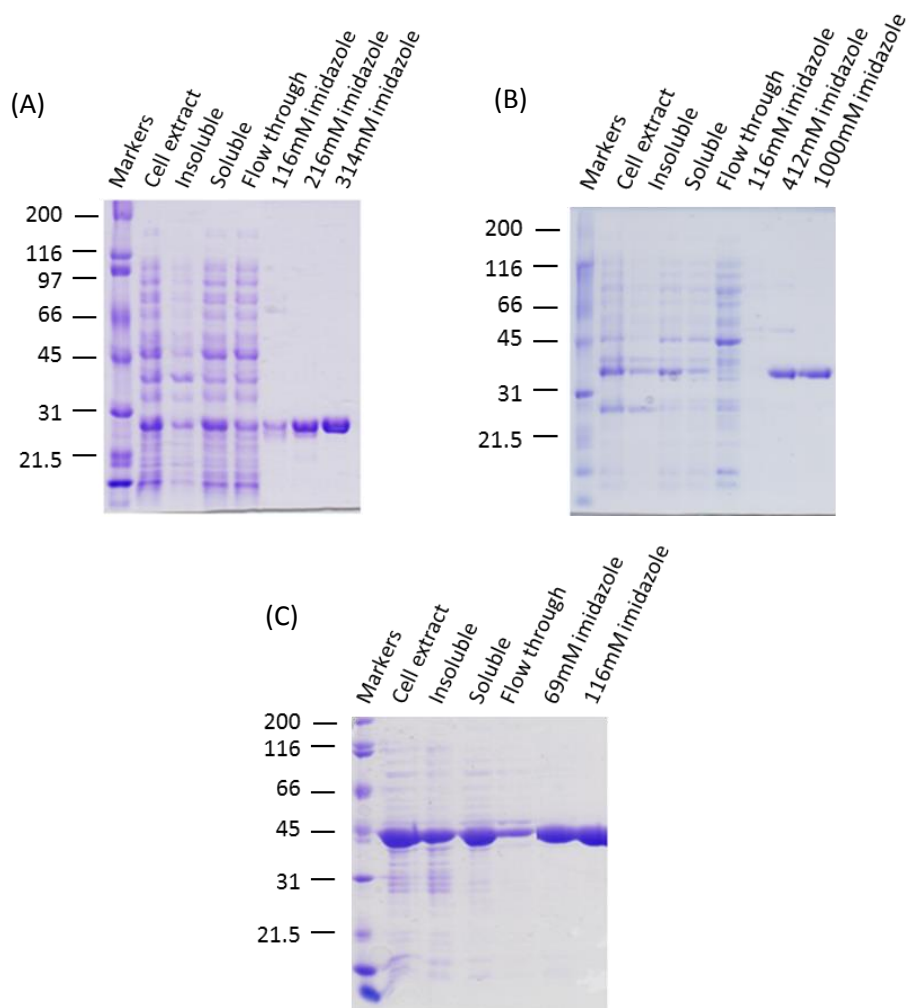 (A)
Markers
Cell extract
Insoluble
Soluble
Flow through
116mM imidazole
216mM imidazole
314mM imidazole
200
116
97
66
45
31
21.5
(B)
Markers
Cell extract
Insoluble
Soluble
Flow through
116mM imidazole
412mM imidazole
1000mM imidazole
200
116
66
45
31
21.5
(C)
Markers
Cell extract
Insoluble
Soluble
Flow through
69mM imidazole
116mM imidazole
200
116
66
45
31
21.5